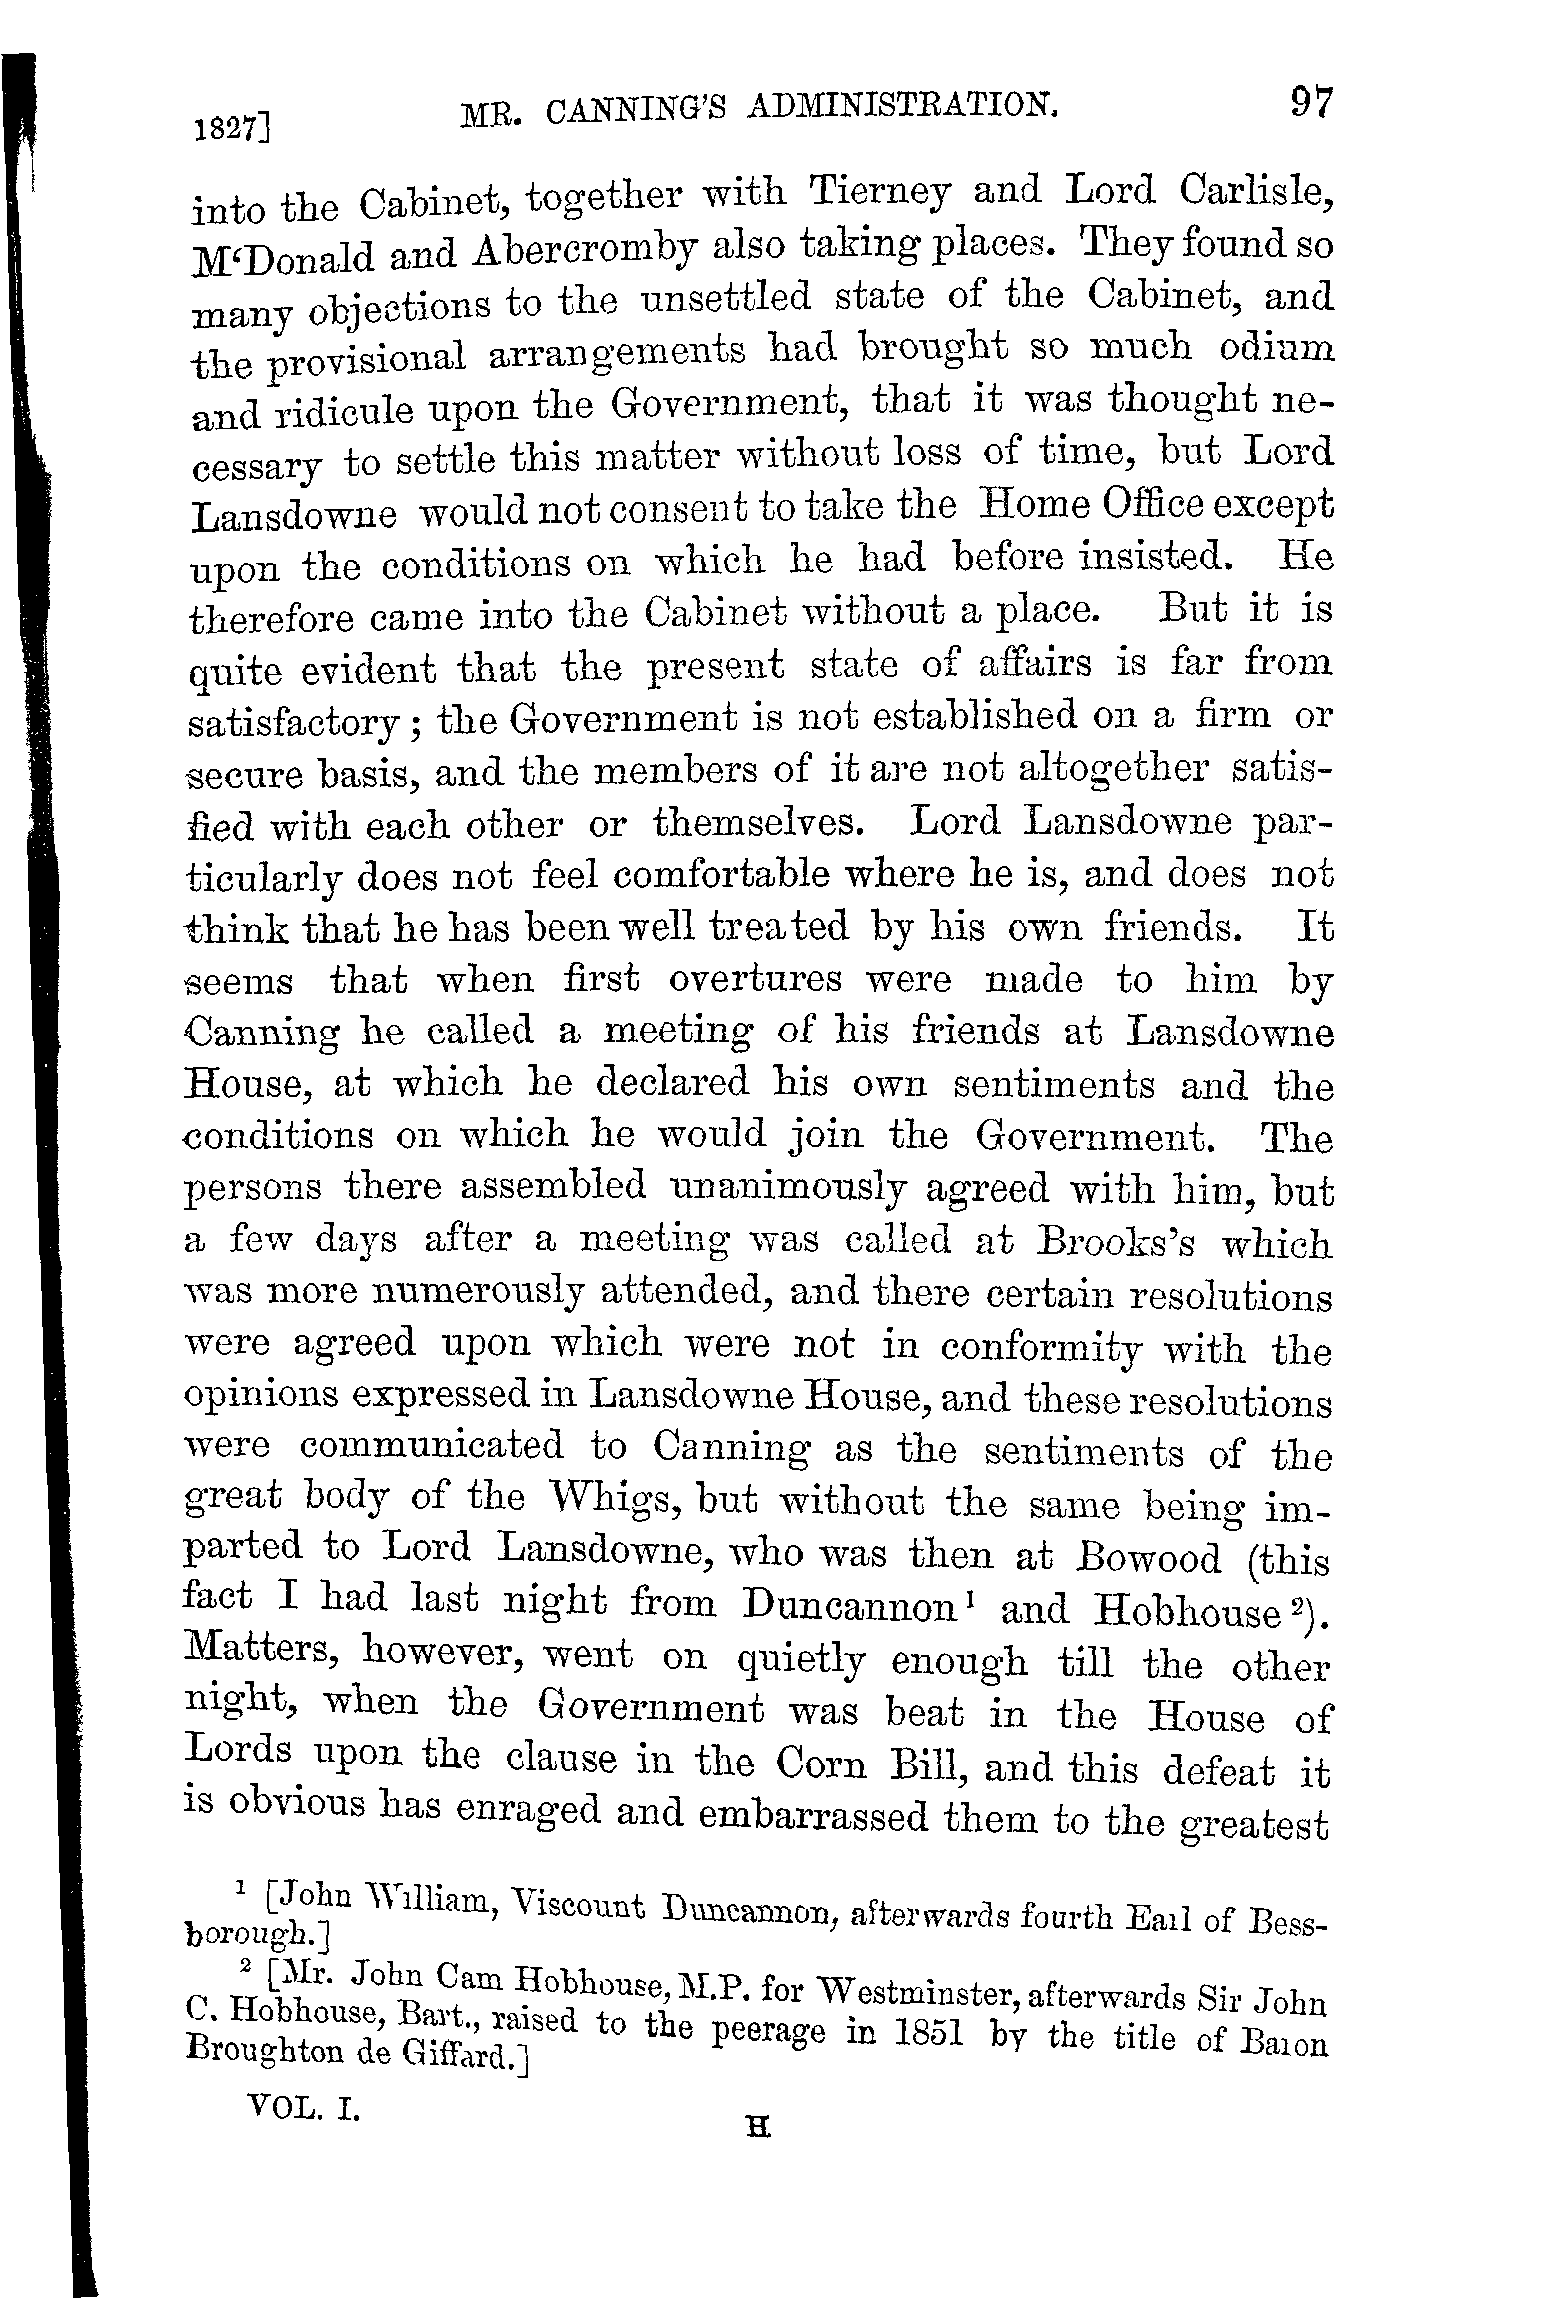 1827] MR. CANNING'S ADMINISTRATION. 97
into the Cabinet, together with Tierney and Lord Carlisle,
M‘Donald and Abercromby also taking places. They found so
many objections to the unsettled state of the Cabinet, and
the provisional arrangements had brought so much odium
and ridicule upon the Government, that it was thought ne-
cessary to settle this matter without loss of time, but Lord
Lansdowne would not consent to take the Home Office except
upon the conditions on which he had before insisted. He
therefore came into the Cabinet without a place. But it is
quite evident that the present state of affairs is far from
satisfactory; the Government is not established on a firm or
secure basis, and the members of it are not altogether satis-
fied with each other or themselves. Lord Lansdowne par-
ticularly does not feel comfortable where he is, and does not
think that he has been well treated by his own friends. It
seems that when first overtures were made to him by
Canning he called a meeting of his friends at Lansdowne
House, at which he declared his own sentiments and the
conditions on which he would join the Government. The
persons there assembled unanimously agreed with him, but
a few days after a meeting was called at Brooks's which
was more numerously attended, and there certain resolutions
were agreed upon which were not in conformity with the
opinions expressed in Lansdowne House, and these resolutions
were communicated to Canning as the sentiments of the
great body of the Whigs, but without the same being im-
parted to Lord Lansdowne, who was then at Bowood (this
fact I had last night from Duncannon¹ and Hobhouse²).
Matters, however, went on quietly enough till the other
night, when the Government was beat in the House of
Lords upon the clause in the Corn Bill, and this defeat it
is obvious has enraged and embarrassed them to the greatest
¹ [John William, Viscount Duncannon, afterwards fourth Earl of Bess-
borough.]
² [Mr. John Cam Hobhouse, M.P. for Westminster, afterwards Sir John
C. Hobhouse, Bart., raised to the peerage in 1851 by the title of Baron
Broughton de Giffard.]
VOL. I. H